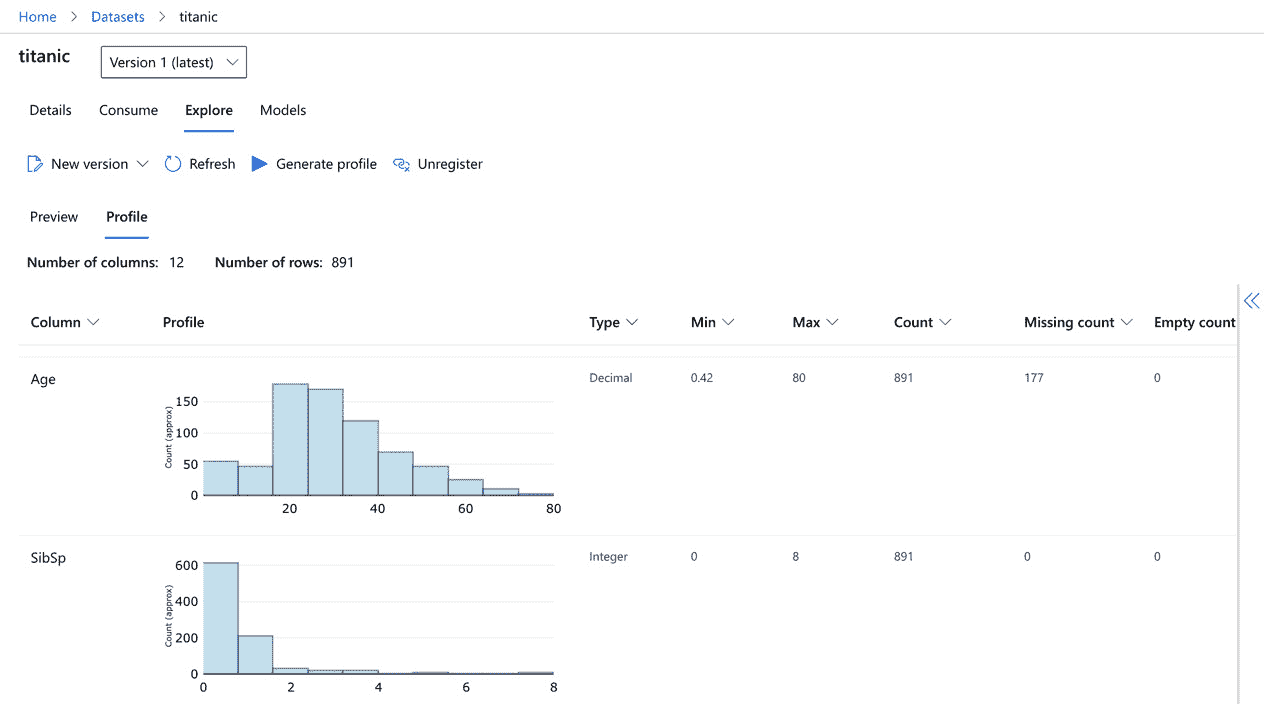 Home > Datasets > titanic
titanic
Version 1 (latest)
Details Consume Explore Models
New version Refresh Generate profile Unregister
Preview Profile
Number of columns: 12 Number of rows: 891
Column Profile Type Min Max Count Missing count Empty count
Age Decimal 0.42 80 891 177 0
Count (approx)
150
100
50
0
20 40 60 80
SibSp Integer 0 8 891 0 0
Count (approx)
600
400
200
0
0 2 4 6 8